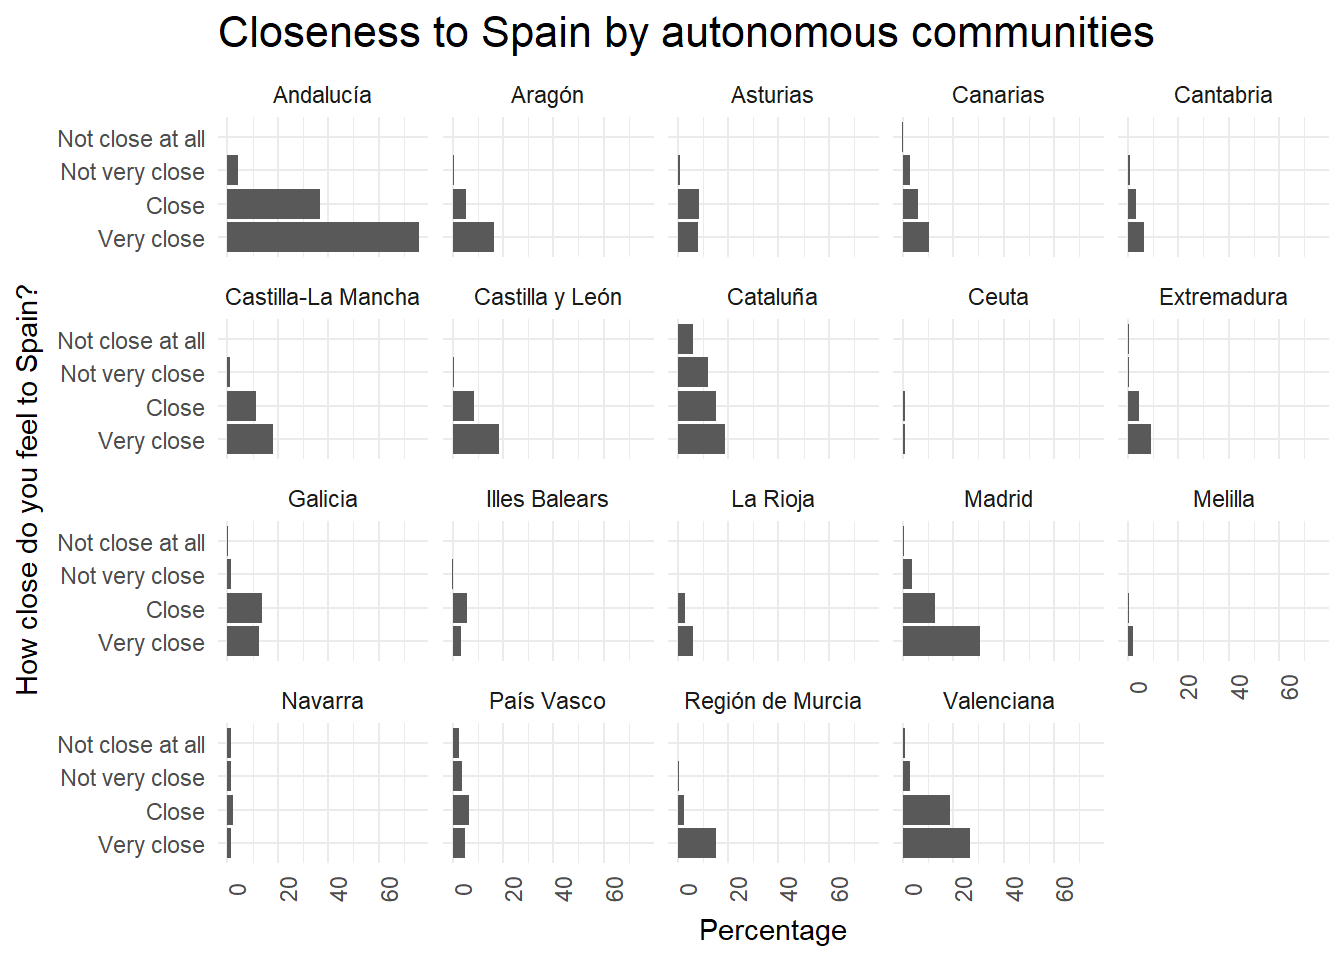 Closeness to Spain by autonomous communities
How close do you feel to Spain?
Andalucía Aragón Asturias Canarias Cantabria
Not close at all
Not very close
Close
Very close
Castilla-La Mancha Castilla y León Cataluña Ceuta Extremadura
Not close at all
Not very close
Close
Very close
Galicia Illes Balears La Rioja Madrid Melilla
Not close at all
Not very close
Close
Very close
0 20 40 60
Navarra País Vasco Región de Murcia Valenciana
Not close at all
Not very close
Close
Very close
0 20 40 60 0 20 40 60 0 20 40 60 0 20 40 60
Percentage